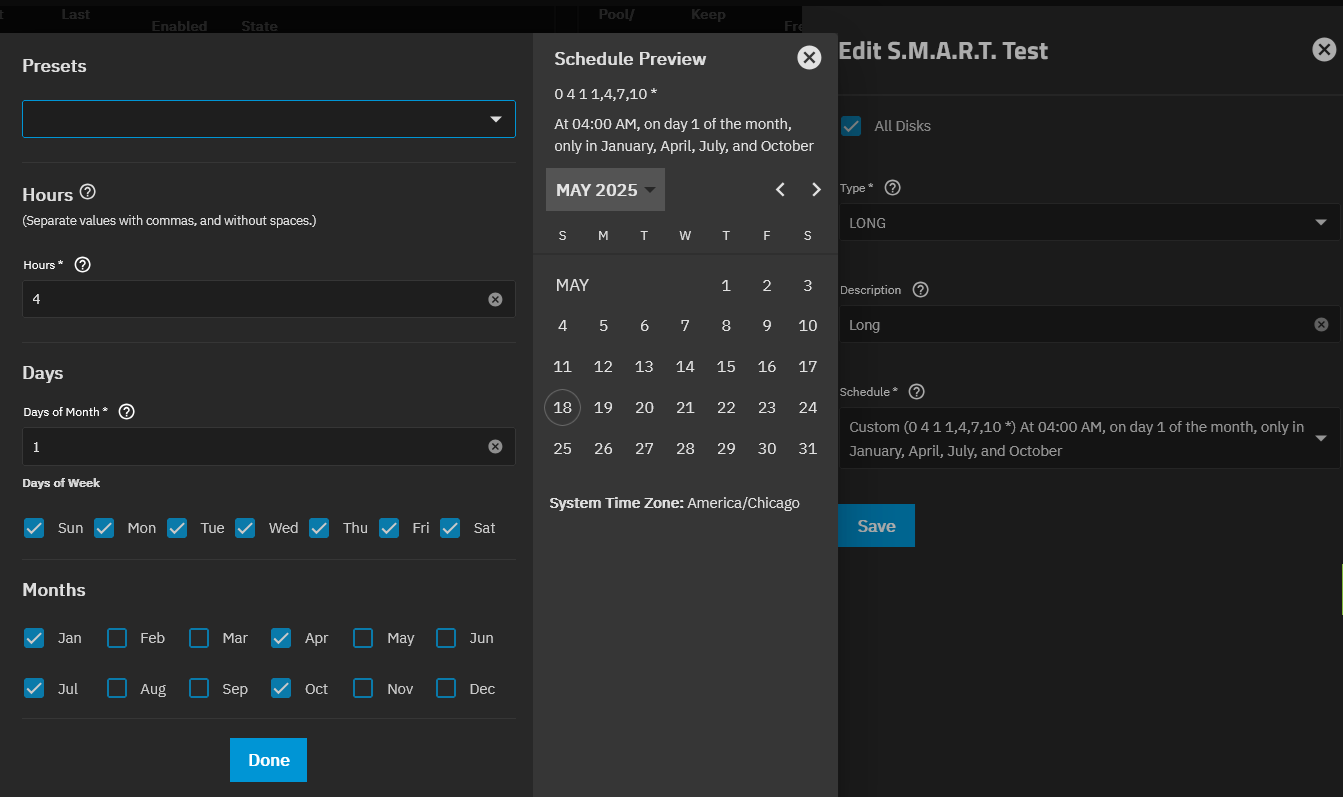 Last
Enabled
State
Pool/
Keep
Presets
Hours
(Separate values with commas, and without spaces.)
Hours *
4
Days
Days of Month *
1
Days of Week
Sun Mon Tue Wed Thu Fri Sat
Months
Jan Feb Mar Apr May Jun
Jul Aug Sep Oct Nov Dec
Done
Schedule Preview
0 4 1 1,4,7,10 *
At 04:00 AM, on day 1 of the month,
only in January, April, July, and October
MAY 2025
S M T W T F S
MAY 1 2 3
4 5 6 7 8 9 10
11 12 13 14 15 16 17
18 19 20 21 22 23 24
25 26 27 28 29 30 31
System Time Zone: America/Chicago
Edit S.M.A.R.T. Test
All Disks
Type *
LONG
Description
Long
Schedule *
Custom (0 4 1 1,4,7,10 *) At 04:00 AM, on day 1 of the month, only in
January, April, July, and October
Save